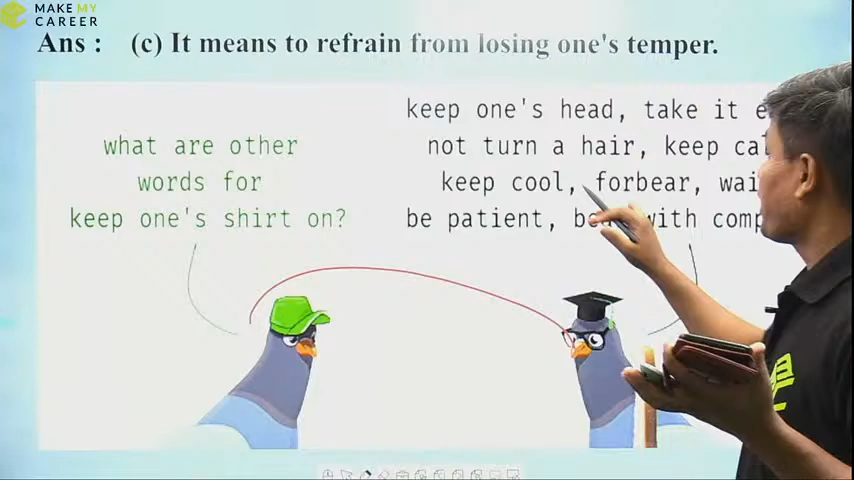 MAKE MY
CAREER
Ans : (c) It means to refrain from losing one's temper.
what are other
words for
keep one's shirt on?
keep one's head, take it
not turn a hair, keep
keep cool, forbear,
be patient, with